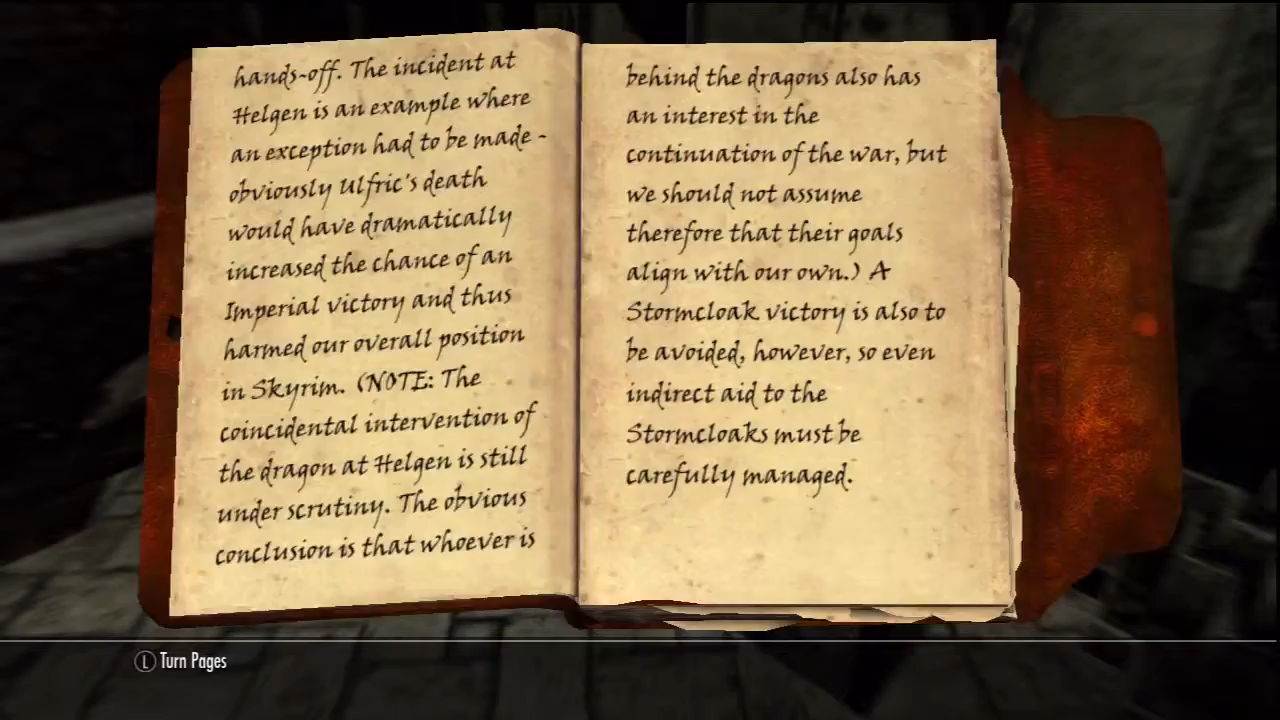 hands-off. The incident at
Helgen is an example where
an exception had to be made -
obviously Ulfric's death
would have dramatically
increased the chance of an
Imperial victory and thus
harmed our overall position
in Skyrim. (NOTE: The
coincidental intervention of
the dragon at Helgen is still
under scrutiny. The obvious
conclusion is that whoever is
behind the dragons also has
an interest in the
continuation of the war, but
we should not assume
therefore that their goals
align with our own.) A
Stormcloak victory is also to
be avoided, however, so even
indirect aid to the
Stormcloaks must be
carefully managed.
L Turn Pages